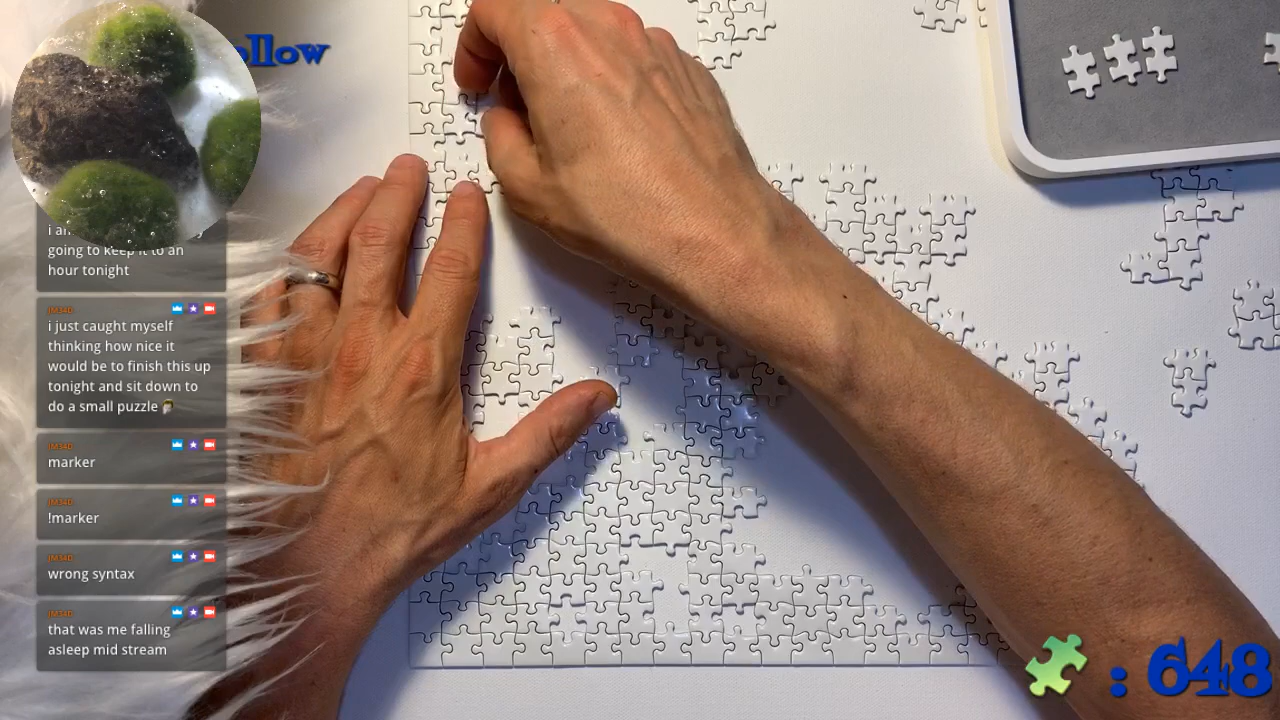 ollow
going to keep it to an
hour tonight
i just caught myself
thinking how nice it
would be to finish this up
tonight and sit down to
do a small puzzle
marker
!marker
wrong syntax
that was me falling
asleep mid stream
: 648